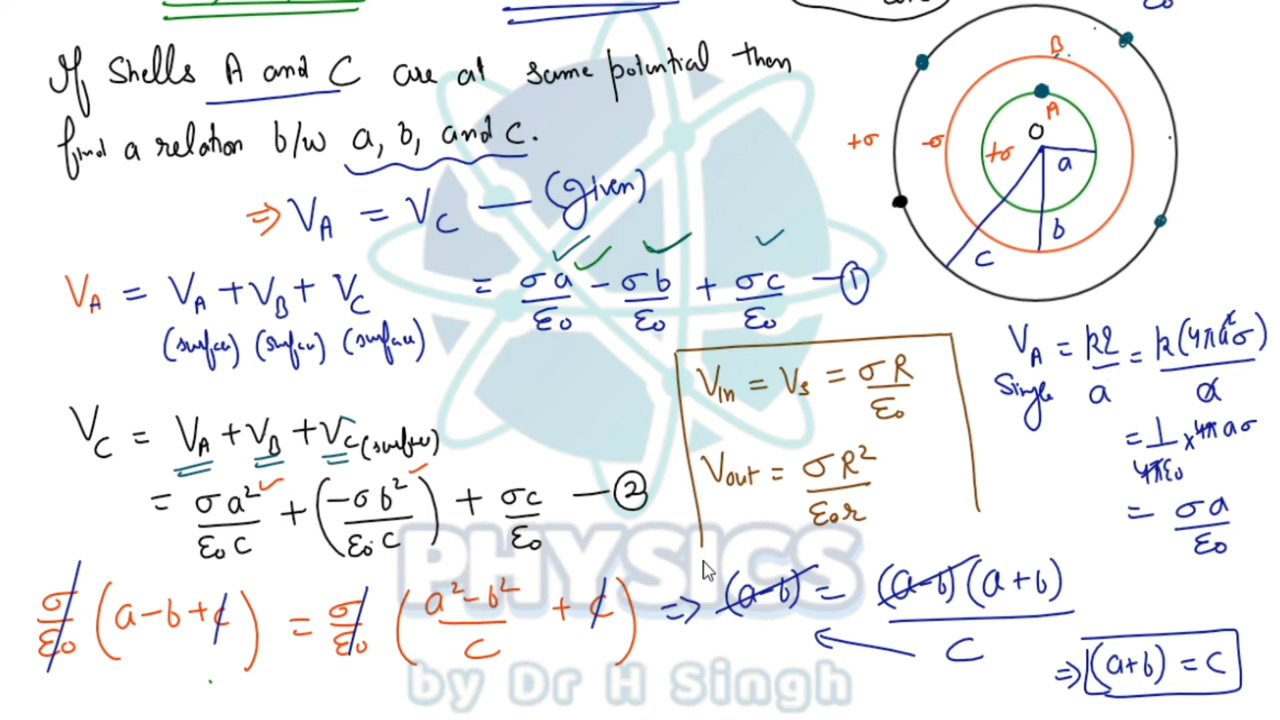 If Shells A and C are at same potential then
find a relation b/w a, b, and c.
⇒ V_A = V_C — (given)
V_A = V_A + V_B + V_C = σa/ε₀ − σb/ε₀ + σc/ε₀ — ①
(surface) (surface) (surface)
V_C = V_A + V_B + V_C (surface)
= σa²/ε₀c + (−σb²/ε₀c) + σc/ε₀ — ②
σ/ε₀ (a−b+c) = σ/ε₀ (a²−b²/c + c) ⇒ (a−b) = (a−b)(a+b)/c
⇒ (a+b) = c
V_in = V_s = σR/ε₀
V_out = σR²/ε₀r
B
A
O
+σ
−σ
+σ
a
b
c
V_A = kq/a = k(4πa²σ)/a
Single
= 1/4πε₀ × 4πaσ
= σa/ε₀
PHYSICS
by Dr H Singh